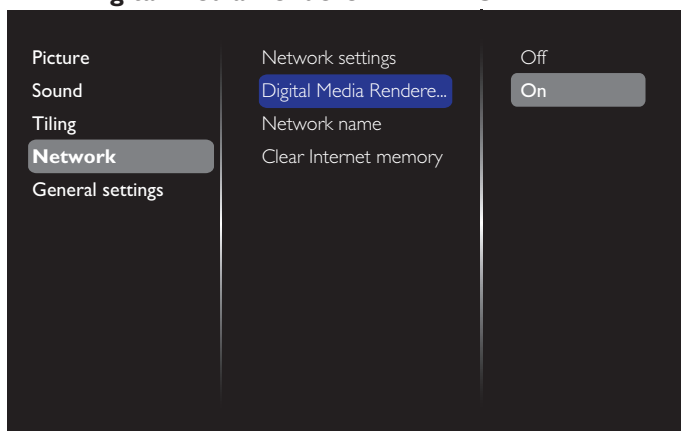 Picture
Sound
Tiling
Network
General settings
Network settings
Digital Media Rendere...
Network name
Clear Internet memory
Off
On